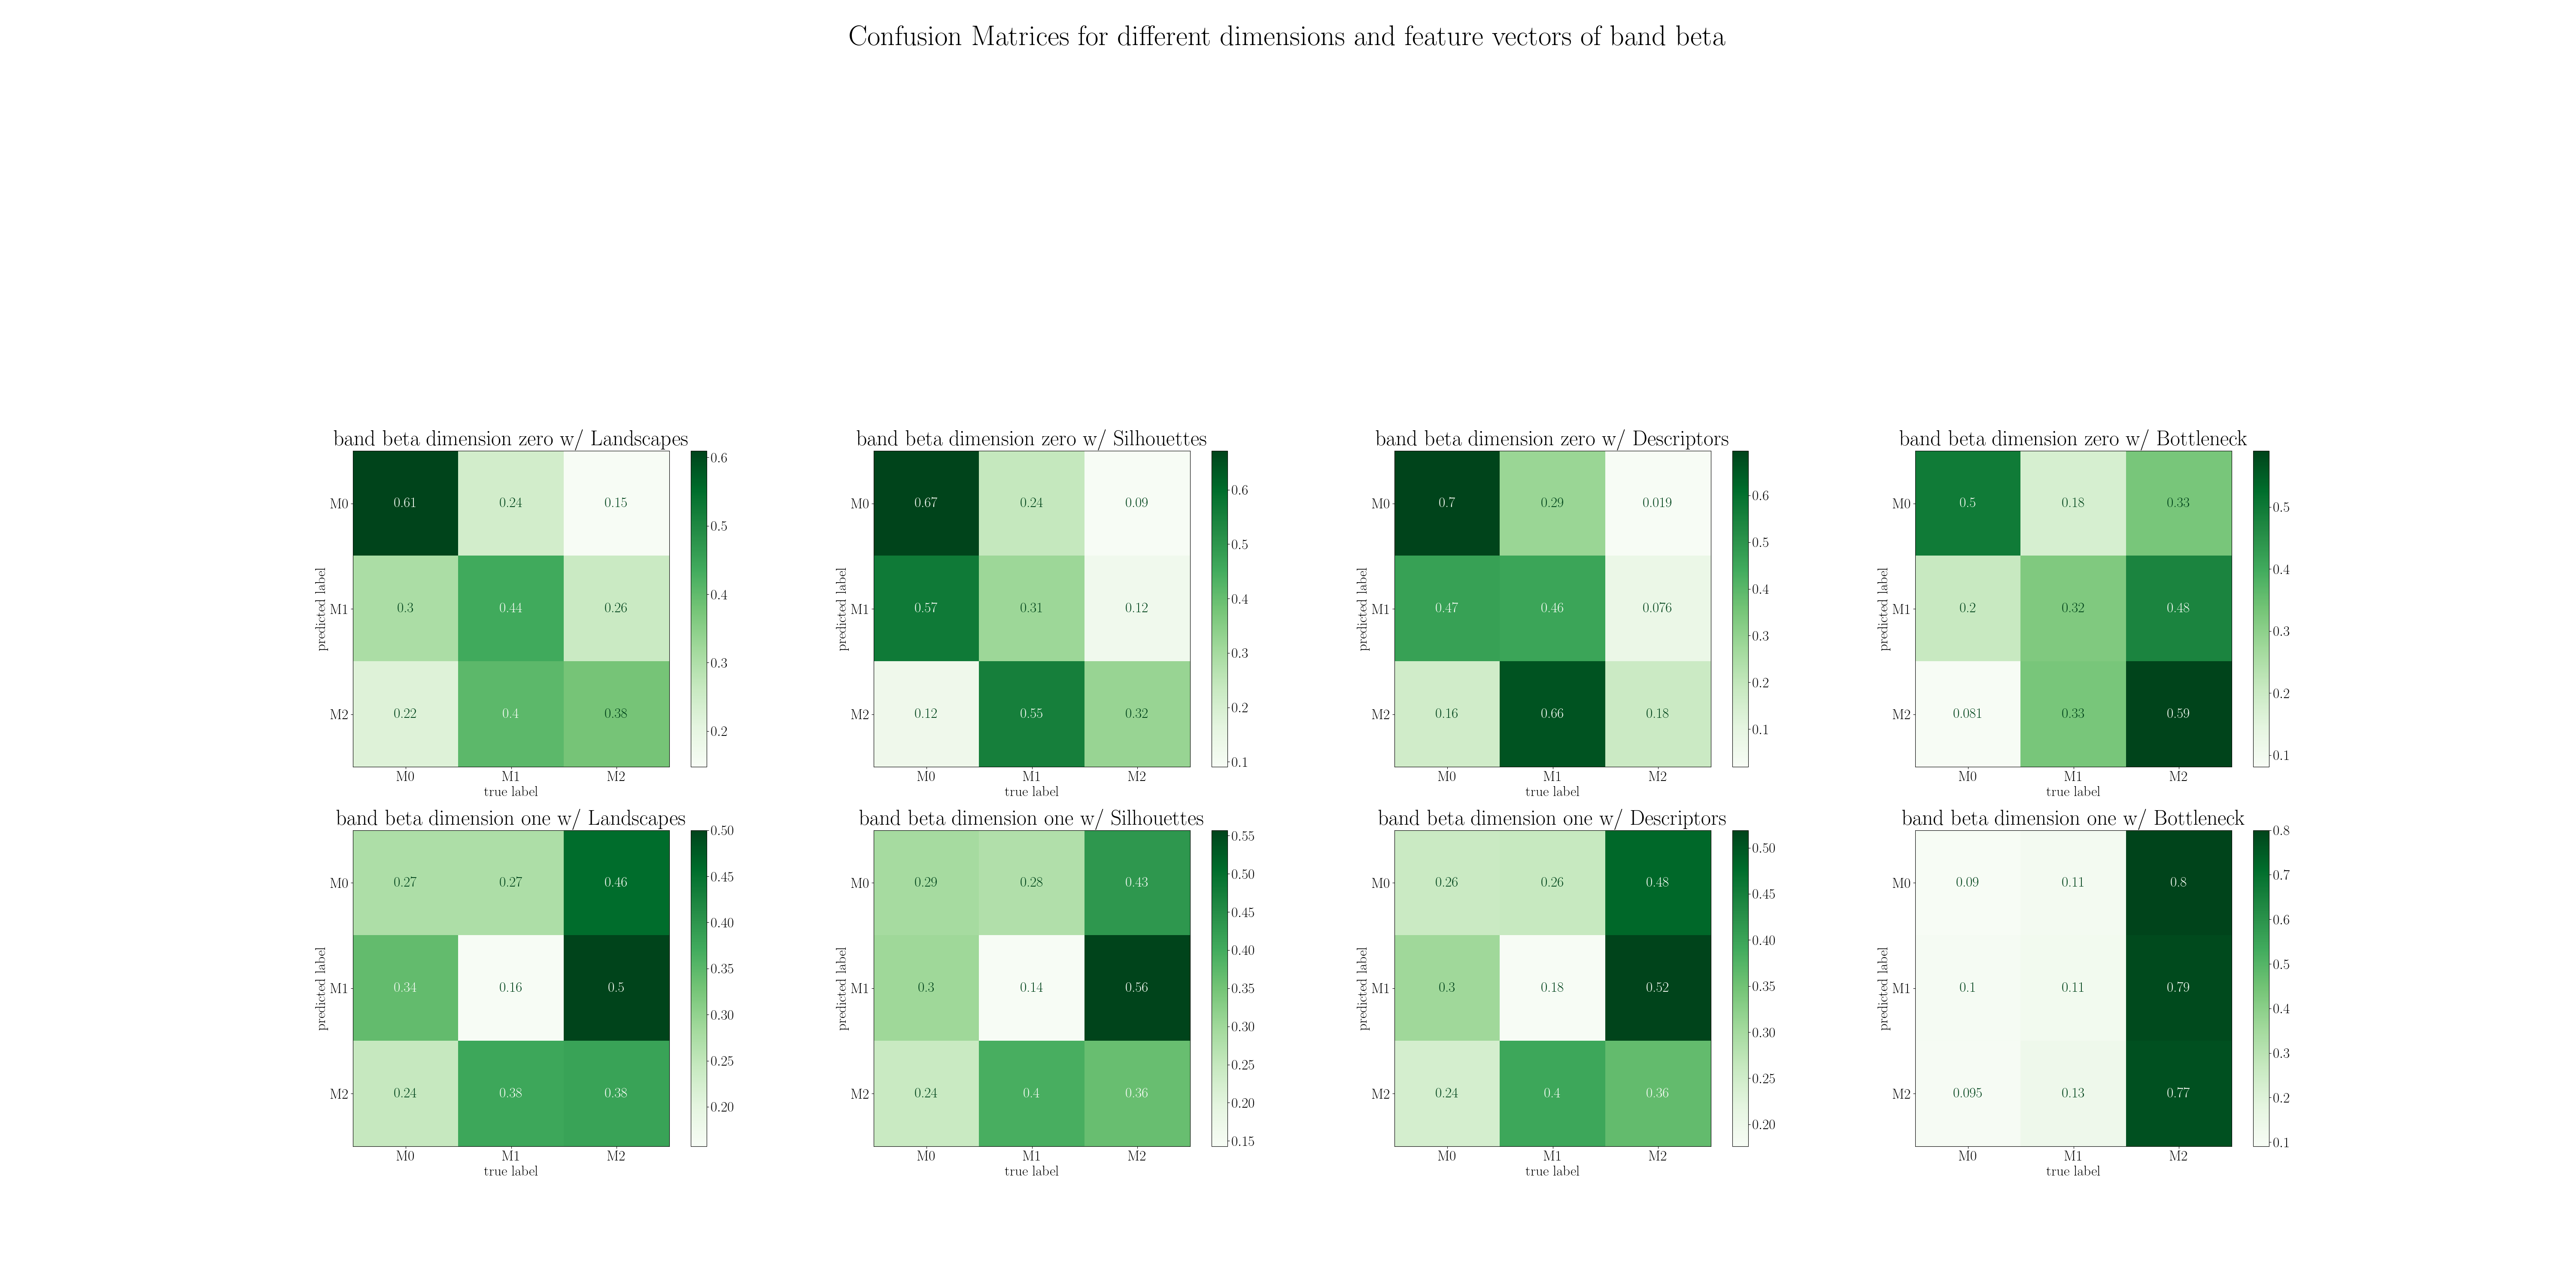 Confusion Matrices for different dimensions and feature vectors of band beta
band beta dimension zero w/ Landscapes
predicted label
M0 0.61 0.24 0.15
M1 0.3 0.44 0.26
M2 0.22 0.4 0.38
M0 M1 M2
true label
0.6
0.5
0.4
0.3
0.2
band beta dimension zero w/ Silhouettes
predicted label
M0 0.67 0.24 0.09
M1 0.57 0.31 0.12
M2 0.12 0.55 0.32
M0 M1 M2
true label
0.6
0.5
0.4
0.3
0.2
0.1
band beta dimension zero w/ Descriptors
predicted label
M0 0.7 0.29 0.019
M1 0.47 0.46 0.076
M2 0.16 0.66 0.18
M0 M1 M2
true label
0.6
0.5
0.4
0.3
0.2
0.1
band beta dimension zero w/ Bottleneck
predicted label
M0 0.5 0.18 0.33
M1 0.2 0.32 0.48
M2 0.081 0.33 0.59
M0 M1 M2
true label
0.5
0.4
0.3
0.2
0.1
band beta dimension one w/ Landscapes
predicted label
M0 0.27 0.27 0.46
M1 0.34 0.16 0.5
M2 0.24 0.38 0.38
M0 M1 M2
true label
0.50
0.45
0.40
0.35
0.30
0.25
0.20
band beta dimension one w/ Silhouettes
predicted label
M0 0.29 0.28 0.43
M1 0.3 0.14 0.56
M2 0.24 0.4 0.36
M0 M1 M2
true label
0.55
0.50
0.45
0.40
0.35
0.30
0.25
0.20
0.15
band beta dimension one w/ Descriptors
predicted label
M0 0.26 0.26 0.48
M1 0.3 0.18 0.52
M2 0.24 0.4 0.36
M0 M1 M2
true label
0.50
0.45
0.40
0.35
0.30
0.25
0.20
band beta dimension one w/ Bottleneck
predicted label
M0 0.09 0.11 0.8
M1 0.1 0.11 0.79
M2 0.095 0.13 0.77
M0 M1 M2
true label
0.8
0.7
0.6
0.5
0.4
0.3
0.2
0.1